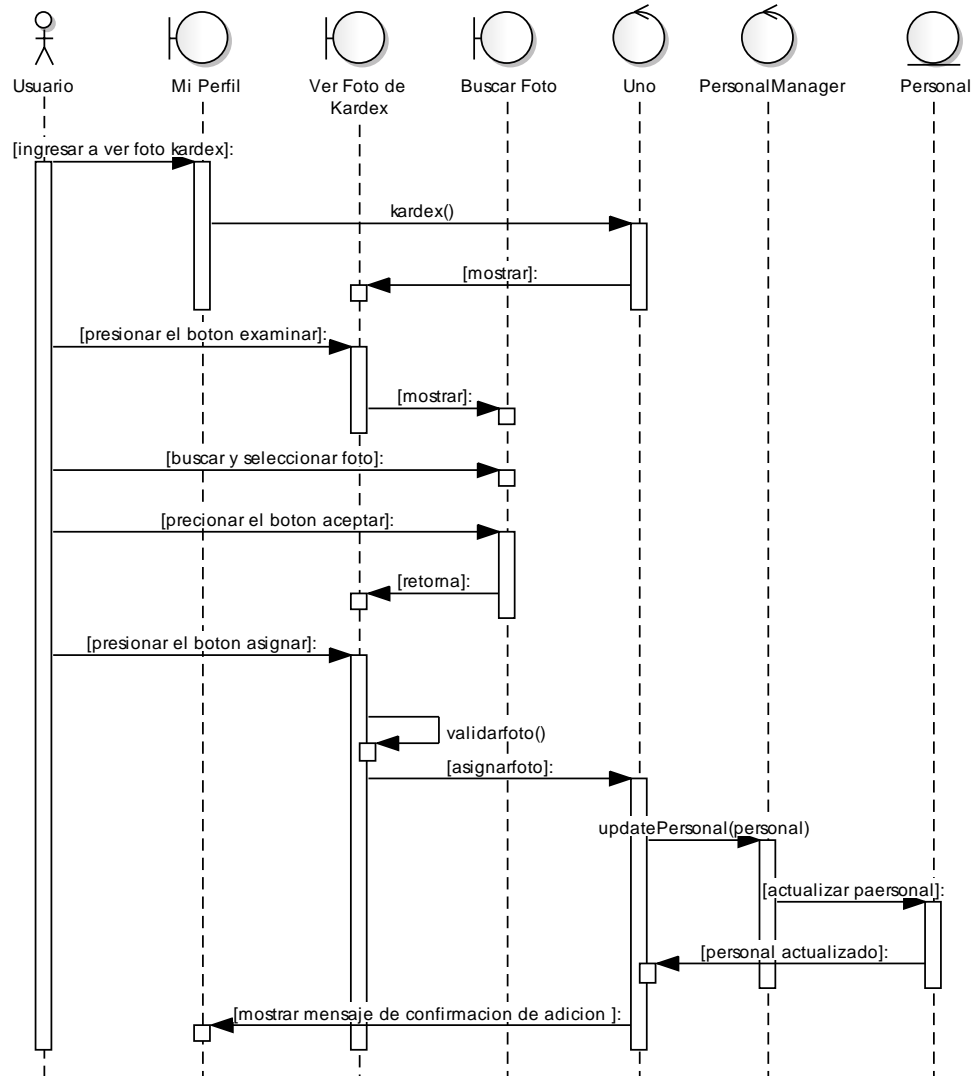 Usuario
Mi Perfil
Ver Foto de
Kardex
Buscar Foto
Uno
PersonalManager
Personal
[ingresar a ver foto kardex]:
kardex()
[mostrar]:
[presionar el boton examinar]:
[mostrar]:
[buscar y seleccionar foto]:
[precionar el boton aceptar]:
[retorna]:
[presionar el boton asignar]:
validarfoto()
[asignarfoto]:
updatePersonal(personal)
[actualizar paersonal]:
[personal actualizado]:
[mostrar mensaje de confirmacion de adicion ]: